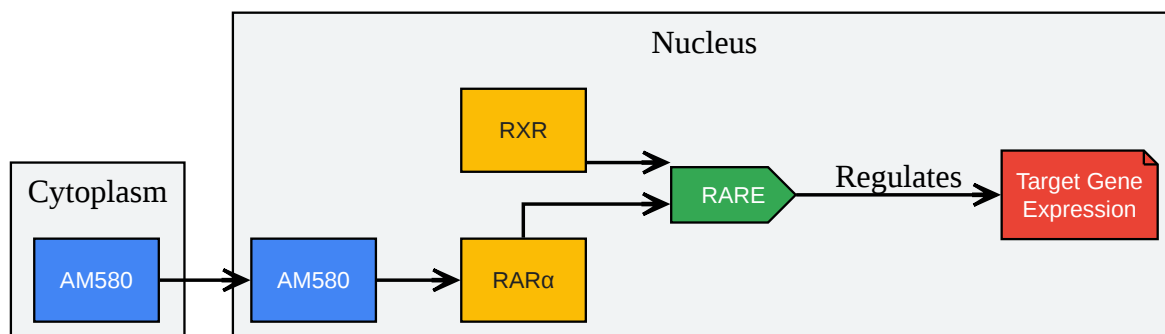 Nucleus
RXR
Cytoplasm
RARE
Regulates
Target Gene
Expression
AM580
AM580
RARα